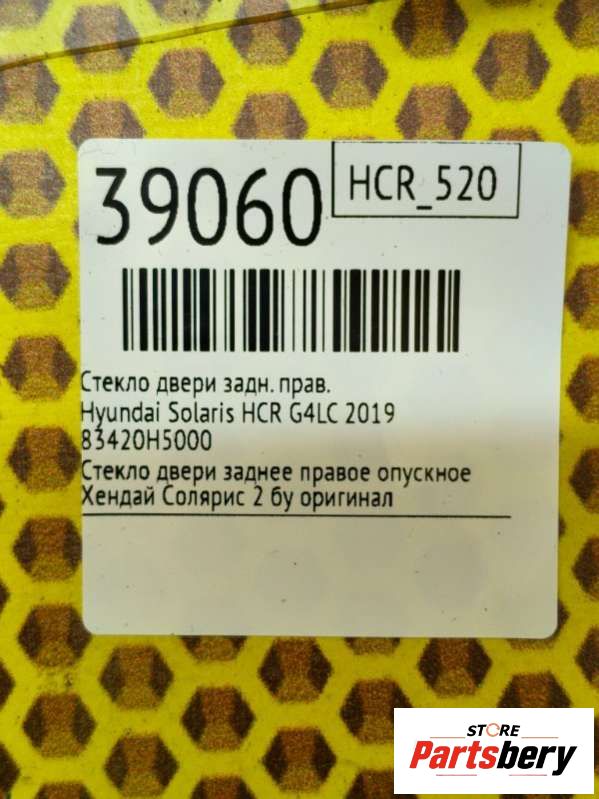 39060
HCR_520
Стекло двери задн. прав.
Hyundai Solaris HCR G4LC 2019
83420H5000
Стекло двери заднее правое опускное
Хендай Солярис 2 бу оригинал
STORE
Partsbery